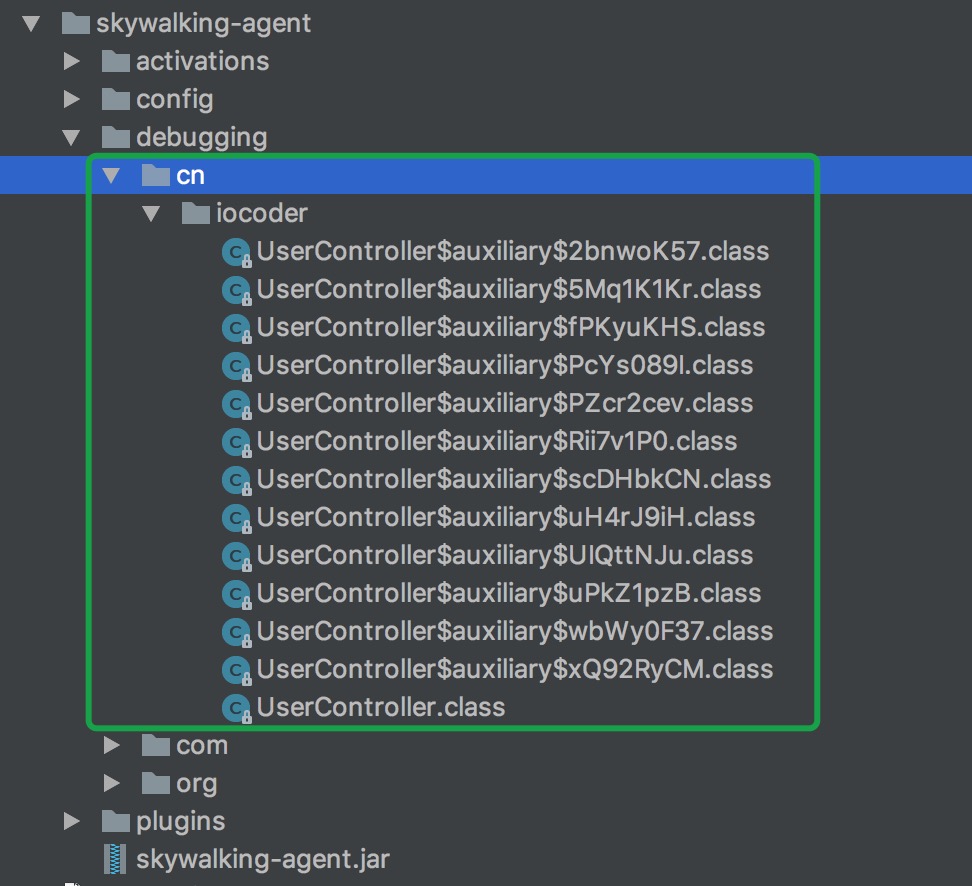 skywalking-agent
activations
config
debugging
cn
iocoder
UserController$auxiliary$2bnwoK57.class
UserController$auxiliary$5Mq1K1Kr.class
UserController$auxiliary$fPKyuKHS.class
UserController$auxiliary$PcYs089I.class
UserController$auxiliary$PZcr2cev.class
UserController$auxiliary$Rii7v1P0.class
UserController$auxiliary$scDHbkCN.class
UserController$auxiliary$uH4rJ9iH.class
UserController$auxiliary$UIQttNJu.class
UserController$auxiliary$uPkZ1pzB.class
UserController$auxiliary$wbWy0F37.class
UserController$auxiliary$xQ92RyCM.class
UserController.class
com
org
plugins
skywalking-agent.jar